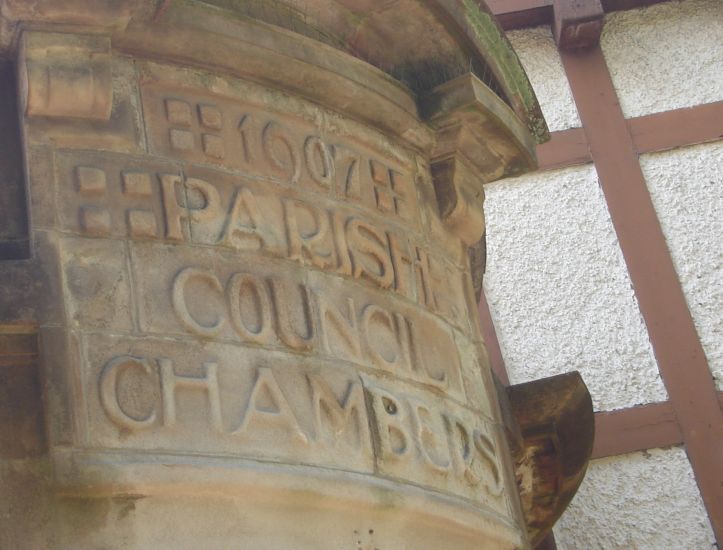 1907
PARISH
COUNCIL
CHAMBERS